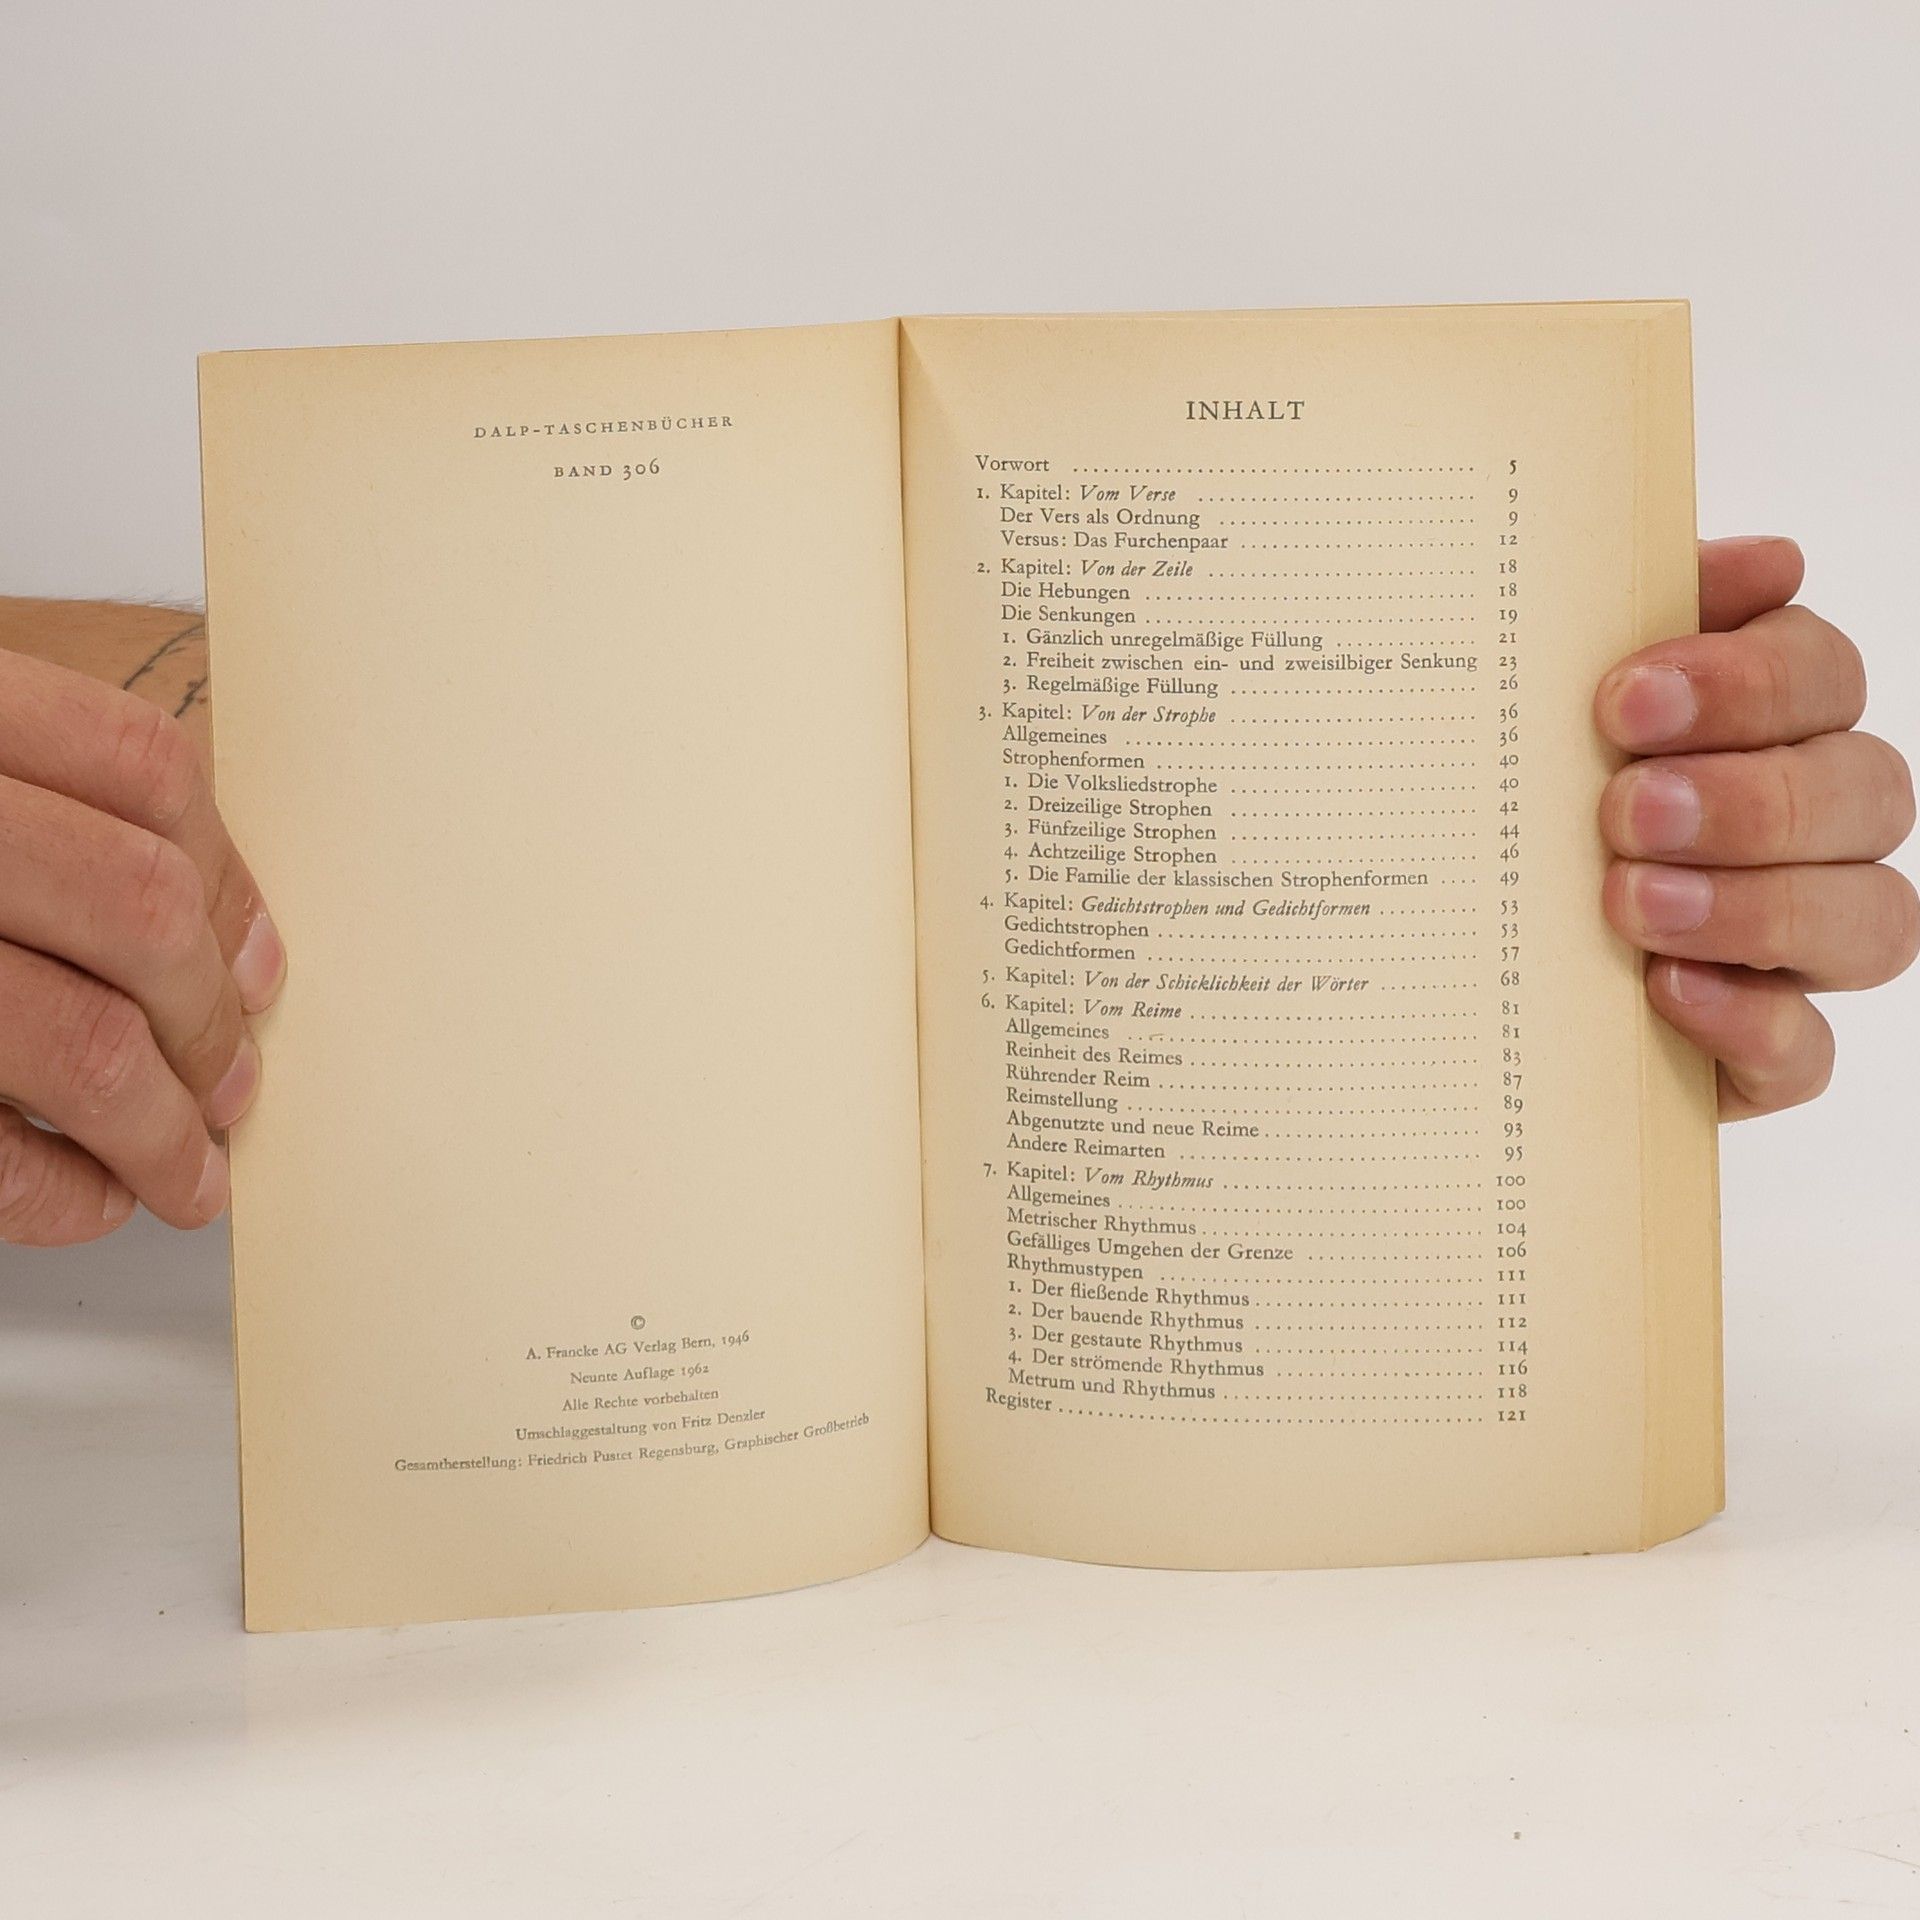 DALP-TASCHENBÜCHER
BAND 306
©
A. Francke AG Verlag Bern, 1946
Neunte Auflage 1962
Alle Rechte vorbehalten
Umschlaggestaltung von Fritz Denzler
Gesamtherstellung: Friedrich Pustet Regensburg, Graphischer Großbetrieb
INHALT
Vorwort ........................................ 5
1. Kapitel: Vom Verse ............................ 9
Der Vers als Ordnung .......................... 9
Versus: Das Furchenpaar ....................... 12
2. Kapitel: Von der Zeile ........................... 18
Die Hebungen ................................. 18
Die Senkungen ................................. 19
1. Gänzlich unregelmäßige Füllung .............. 21
2. Freiheit zwischen ein- und zweisilbiger Senkung 23
3. Regelmäßige Füllung ......................... 26
3. Kapitel: Von der Strophe ......................... 36
Allgemeines ................................... 36
Strophenformen ................................ 40
1. Die Volksliedstrophe ......................... 40
2. Dreizeilige Strophen ......................... 42
3. Fünfzeilige Strophen ......................... 44
4. Achtzeilige Strophen ......................... 46
5. Die Familie der klassischen Strophenformen .... 49
4. Kapitel: Gedichtstrophen und Gedichtformen .......... 53
Gedichtstrophen ................................ 53
Gedichtformen ................................. 57
5. Kapitel: Von der Schicklichkeit der Wörter .......... 68
6. Kapitel: Vom Reime ............................. 81
Allgemeines ................................... 81
Reinheit des Reimes ............................. 83
Rührender Reim ................................ 87
Reimstellung ................................... 89
Abgenutzte und neue Reime ..................... 93
Andere Reimarten .............................. 95
7. Kapitel: Vom Rhythmus .......................... 100
Allgemeines .................................... 100
Metrischer Rhythmus ............................ 104
Gefälliges Umgehen der Grenze .................. 106
Rhythmustypen ................................ 111
1. Der fließende Rhythmus ....................... 111
2. Der bauende Rhythmus ....................... 112
3. Der gestaute Rhythmus ....................... 114
4. Der strömende Rhythmus ..................... 116
Metrum und Rhythmus .......................... 118
Register .......................................... 121